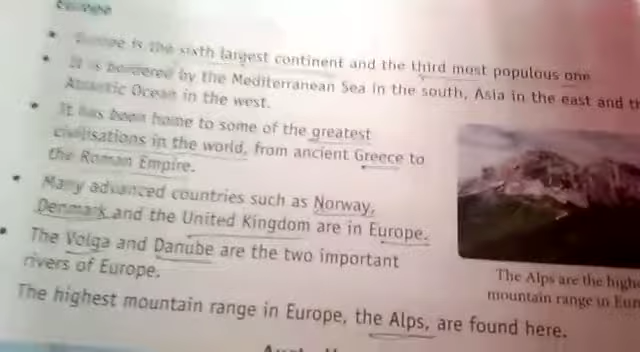 Europe
Europe is the sixth largest continent and the third most populous one
It is bordered by the Mediterranean Sea in the south, Asia in the east and
Atlantic Ocean in the west.
It has been home to some of the greatest
civilisations in the world, from ancient Greece to
the Roman Empire.
Many advanced countries such as Norway,
Denmark and the United Kingdom are in Europe.
The Volga and Danube are the two important
rivers of Europe.
The highest mountain range in Europe, the Alps, are found here.
The Alps are the
mountain range in